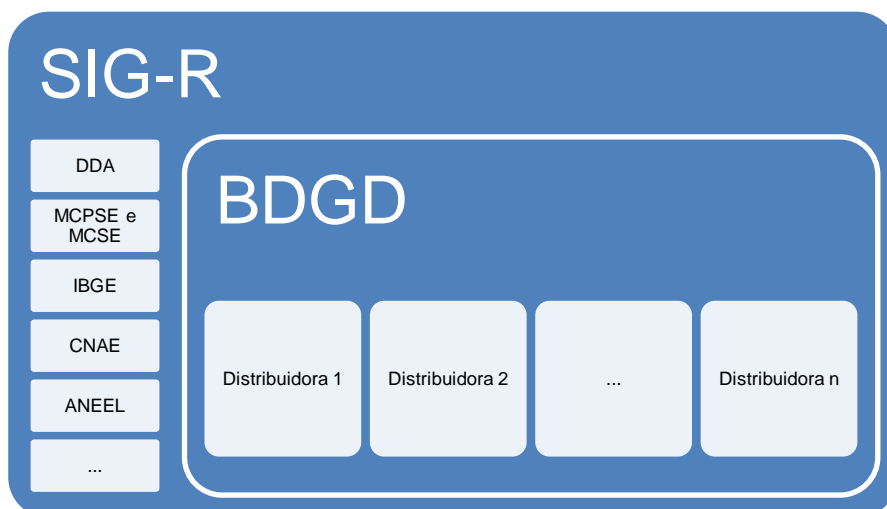 SIG-R
DDA
MCPSE e
MCSE
IBGE
CNAE
ANEEL
...
BDGD
Distribuidora 1
Distribuidora 2
...
Distribuidora n